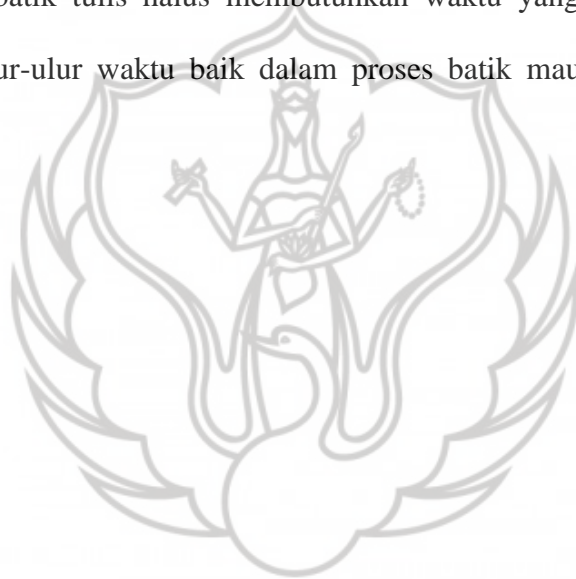 batik tulis halus membutuhkan waktu yang
ur-ulur waktu baik dalam proses batik mau